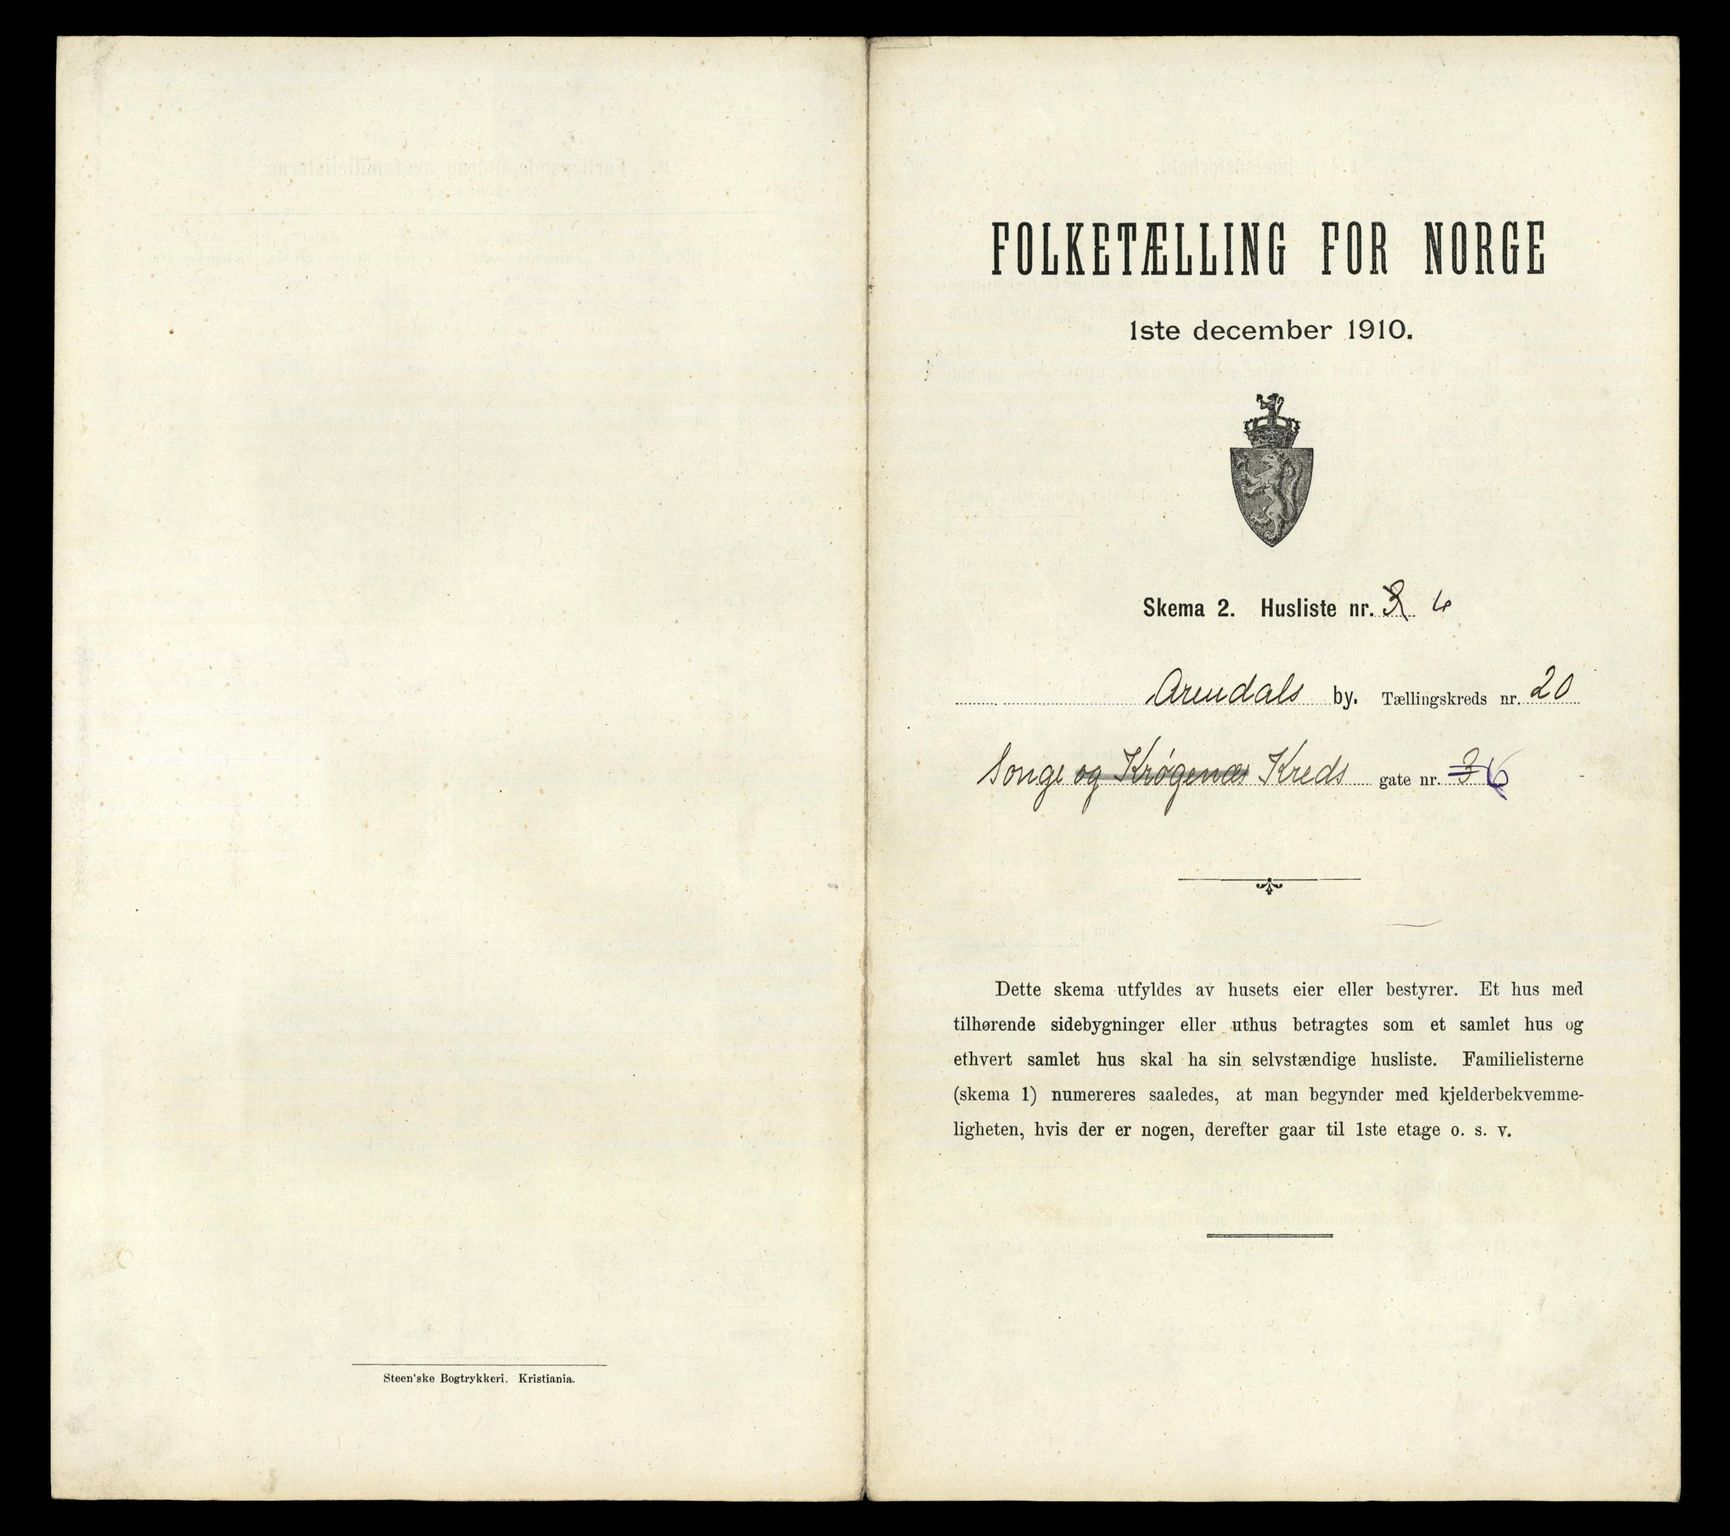 Steen'ske Bogtrykkeri. Kristiania.
FOLKETÆLLING FOR NORGE
1ste december 1910.
Skema 2. Husliste nr. 3 6
Arendals by. Tællingskreds nr. 20
Songe og Krøgenæs Kreds gate nr. 3 6
Dette skema utfyldes av husets eier eller bestyrer. Et hus med
tilhørende sidebygninger eller uthus betragtes som et samlet hus og
ethvert samlet hus skal ha sin selvstændige husliste. Familielisterne
(skema 1) numereres saaledes, at man begynder med kjelderbekvemme-
ligheten, hvis der er nogen, derefter gaar til 1ste etage o. s. v.